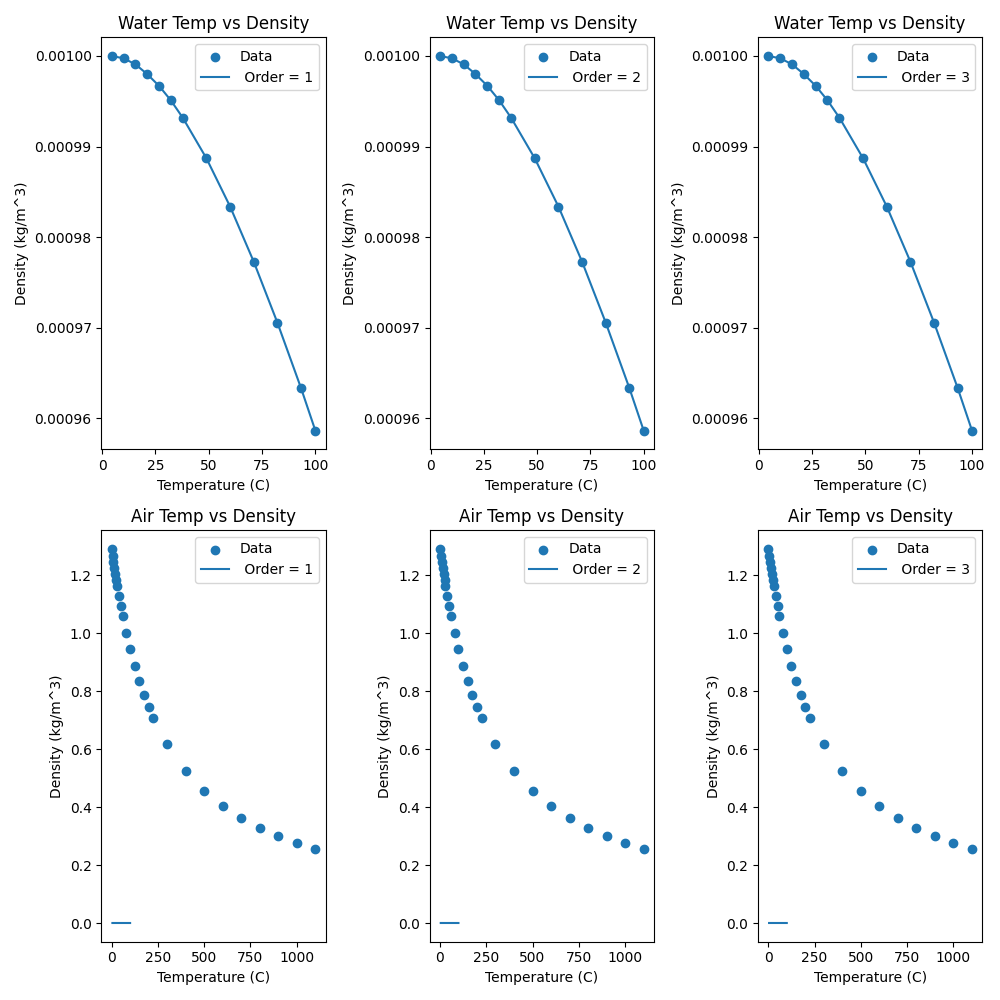 Water Temp vs Density
Water Temp vs Density
Water Temp vs Density
Data
Order = 1
Data
Order = 2
Data
Order = 3
0.00100
0.00099
0.00098
0.00097
0.00096
0.00100
0.00099
0.00098
0.00097
0.00096
0.00100
0.00099
0.00098
0.00097
0.00096
Density (kg/m^3)
Density (kg/m^3)
Density (kg/m^3)
0 25 50 75 100
0 25 50 75 100
0 25 50 75 100
Temperature (C)
Temperature (C)
Temperature (C)
Air Temp vs Density
Air Temp vs Density
Air Temp vs Density
Data
Order = 1
Data
Order = 2
Data
Order = 3
1.2
1.0
0.8
0.6
0.4
0.2
0.0
1.2
1.0
0.8
0.6
0.4
0.2
0.0
1.2
1.0
0.8
0.6
0.4
0.2
0.0
Density (kg/m^3)
Density (kg/m^3)
Density (kg/m^3)
0 250 500 750 1000
0 250 500 750 1000
0 250 500 750 1000
Temperature (C)
Temperature (C)
Temperature (C)